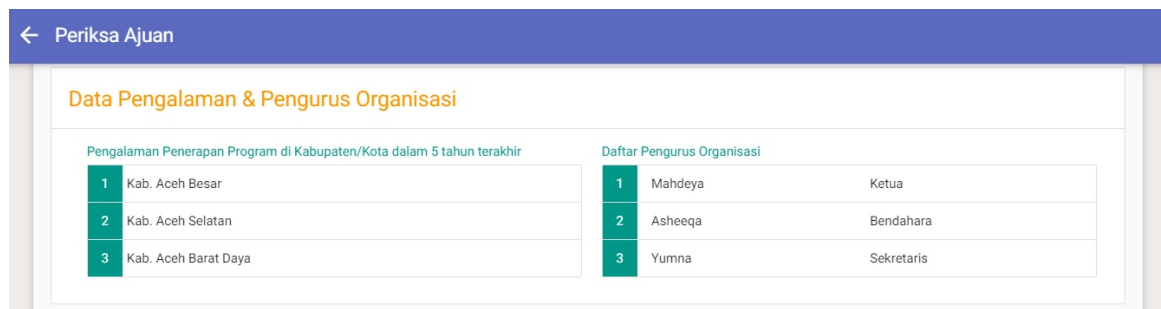 ← Periksa Ajuan
Data Pengalaman & Pengurus Organisasi
Pengalaman Penerapan Program di Kabupaten/Kota dalam 5 tahun terakhir
1 Kab. Aceh Besar
2 Kab. Aceh Selatan
3 Kab. Aceh Barat Daya
Daftar Pengurus Organisasi
1 Mahdeya Ketua
2 Asheeqa Bendahara
3 Yumna Sekretaris